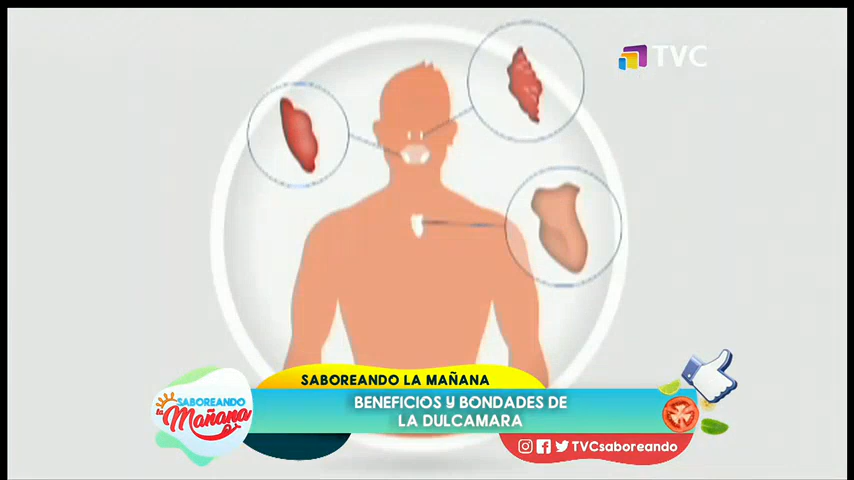 TVC
SABOREANDO LA MAÑANA
SABOREANDO
Mañana
BENEFICIOS Y BONDADES DE
LA DULCAMARA
TVCsaboreando